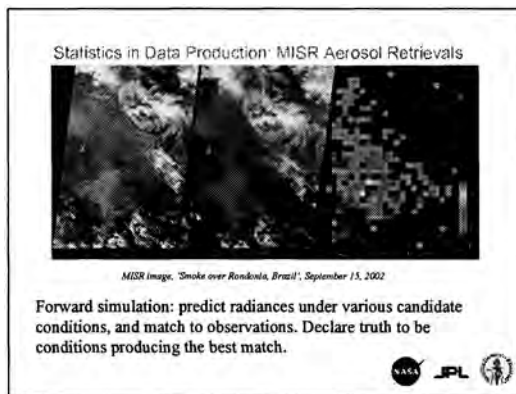 Statistics in Data Production: MISR Aerosol Retrievals
MISR image, 'Smoke over Rondonia, Brazil', September 15, 2002
Forward simulation: predict radiances under various candidate
conditions, and match to observations. Declare truth to be
conditions producing the best match.
NASA JPL